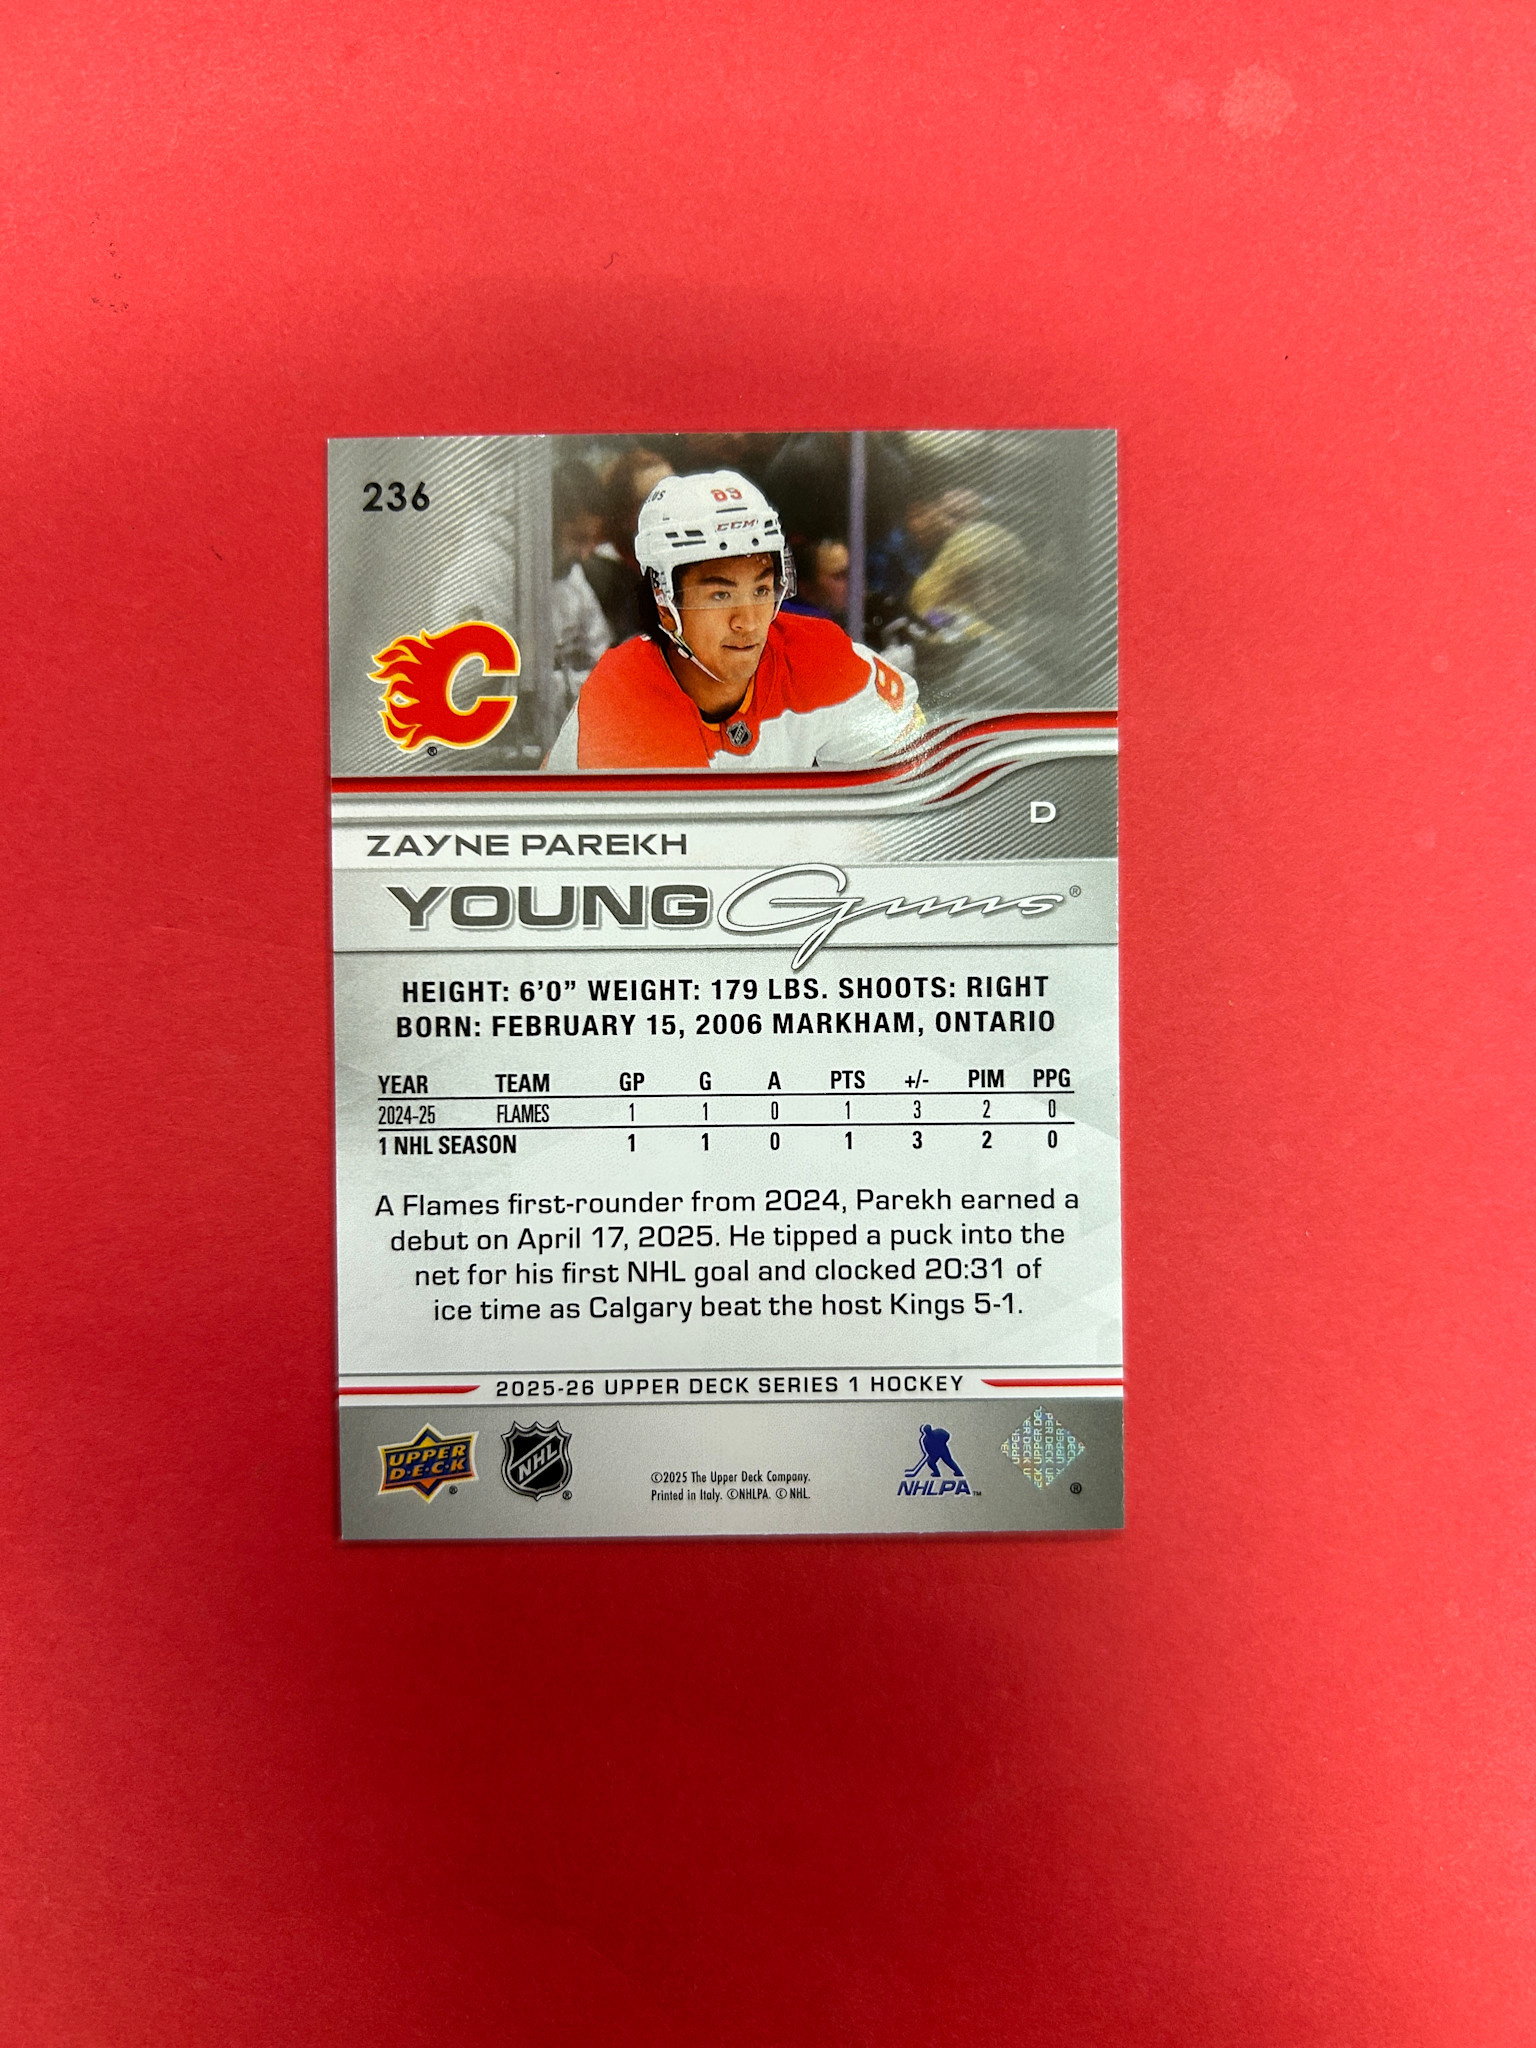 236
89
CCM
8
C
®
D
ZAYNE PAREKH
YOUNG Guns®
HEIGHT: 6'0" WEIGHT: 179 LBS. SHOOTS: RIGHT
BORN: FEBRUARY 15, 2006 MARKHAM, ONTARIO
YEAR TEAM GP G A PTS +/- PIM PPG
2024-25 FLAMES 1 1 0 1 3 2 0
1 NHL SEASON 1 1 0 1 3 2 0
A Flames first-rounder from 2024, Parekh earned a
debut on April 17, 2025. He tipped a puck into the
net for his first NHL goal and clocked 20:31 of
ice time as Calgary beat the host Kings 5-1.
2025-26 UPPER DECK SERIES 1 HOCKEY
UPPER
D·E·C·K ®
NHL ®
©2025 The Upper Deck Company.
Printed in Italy. ©NHLPA. © NHL.
NHLPA™
UPPER DECK
®